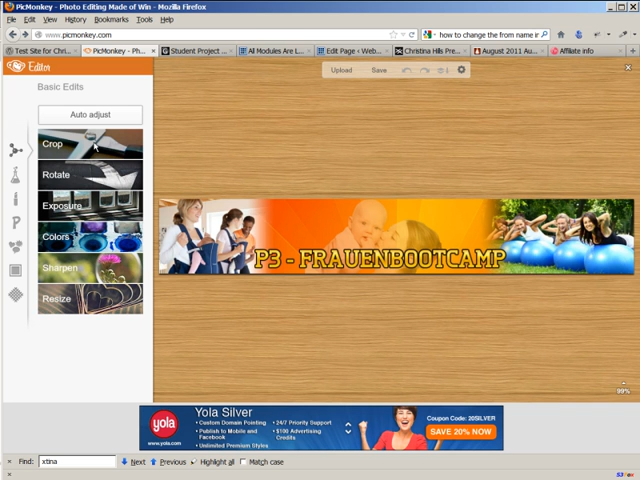 PicMonkey - Photo Editing Made of Win - Mozilla Firefox
File Edit View History Bookmarks Tools Help
www.picmonkey.com
how to change the from name ir
Test Site for Chri...
PicMonkey - Ph...
Student Project ...
All Modules Are L...
Edit Page ‹ Web...
Christina Hills Pre...
August 2011 Au...
Affiliate info
Editor
Upload
Save
Basic Edits
Auto adjust
Crop
Rotate
Exposure
Colors
Sharpen
Resize
P3 - FRAUENBOOTCAMP
99%
yola
www.yola.com
Yola Silver
• Custom Domain Pointing
• Publish to Mobile and Facebook
• Unlimited Premium Styles
• 24/7 Priority Support
• $100 Advertising Credits
Coupon Code: 20SILVER
SAVE 20% NOW
Find: xtina Next Previous Highlight all Match case